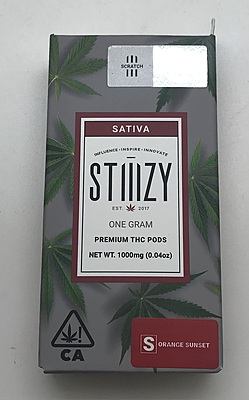 SCRATCH
SATIVA
INFLUENCE • INSPIRE • INNOVATE
STIIIZY
EST. 2017
ONE GRAM
PREMIUM THC PODS
NET WT. 1000mg (0.04oz)
CA
S ORANGE SUNSET